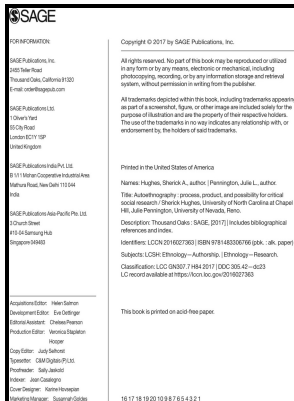 SAGE
FOR INFORMATION:
SAGE Publications, Inc.
2455 Teller Road
Thousand Oaks, California 91320
E-mail: order@sagepub.com
SAGE Publications Ltd.
1 Oliver's Yard
55 City Road
London EC1Y 1SP
United Kingdom
SAGE Publications India Pvt. Ltd.
B 1/I 1 Mohan Cooperative Industrial Area
Mathura Road, New Delhi 110 044
India
SAGE Publications Asia-Pacific Pte. Ltd.
3 Church Street
#10-04 Samsung Hub
Singapore 049483
Acquisitions Editor: Helen Salmon
Development Editor: Eve Oettinger
Editorial Assistant: Chelsea Pearson
Production Editor: Veronica Stapleton
Hooper
Copy Editor: Judy Selhorst
Typesetter: C&M Digitals (P) Ltd.
Proofreader: Sally Jaskold
Indexer: Jean Casalegno
Cover Designer: Karine Hovsepian
Marketing Manager: Susannah Goldes
Copyright © 2017 by SAGE Publications, Inc.
All rights reserved. No part of this book may be reproduced or utilized
in any form or by any means, electronic or mechanical, including
photocopying, recording, or by any information storage and retrieval
system, without permission in writing from the publisher.
All trademarks depicted within this book, including trademarks appearing
as part of a screenshot, figure, or other image are included solely for the
purpose of illustration and are the property of their respective holders.
The use of the trademarks in no way indicates any relationship with, or
endorsement by, the holders of said trademarks.
Printed in the United States of America
Names: Hughes, Sherick A., author. | Pennington, Julie L., author.
Title: Autoethnography : process, product, and possibility for critical
social research / Sherick Hughes, University of North Carolina at Chapel
Hill, Julie Pennington, University of Nevada, Reno.
Description: Thousand Oaks : SAGE, [2017] | Includes bibliographical
references and index.
Identifiers: LCCN 2016027363 | ISBN 9781483306766 (pbk. : alk. paper)
Subjects: LCSH: Ethnology—Authorship. | Ethnology—Research.
Classification: LCC GN307.7 H84 2017 | DDC 305.42—dc23
LC record available at https://lccn.loc.gov/2016027363
This book is printed on acid-free paper.
16 17 18 19 20 10 9 8 7 6 5 4 3 2 1